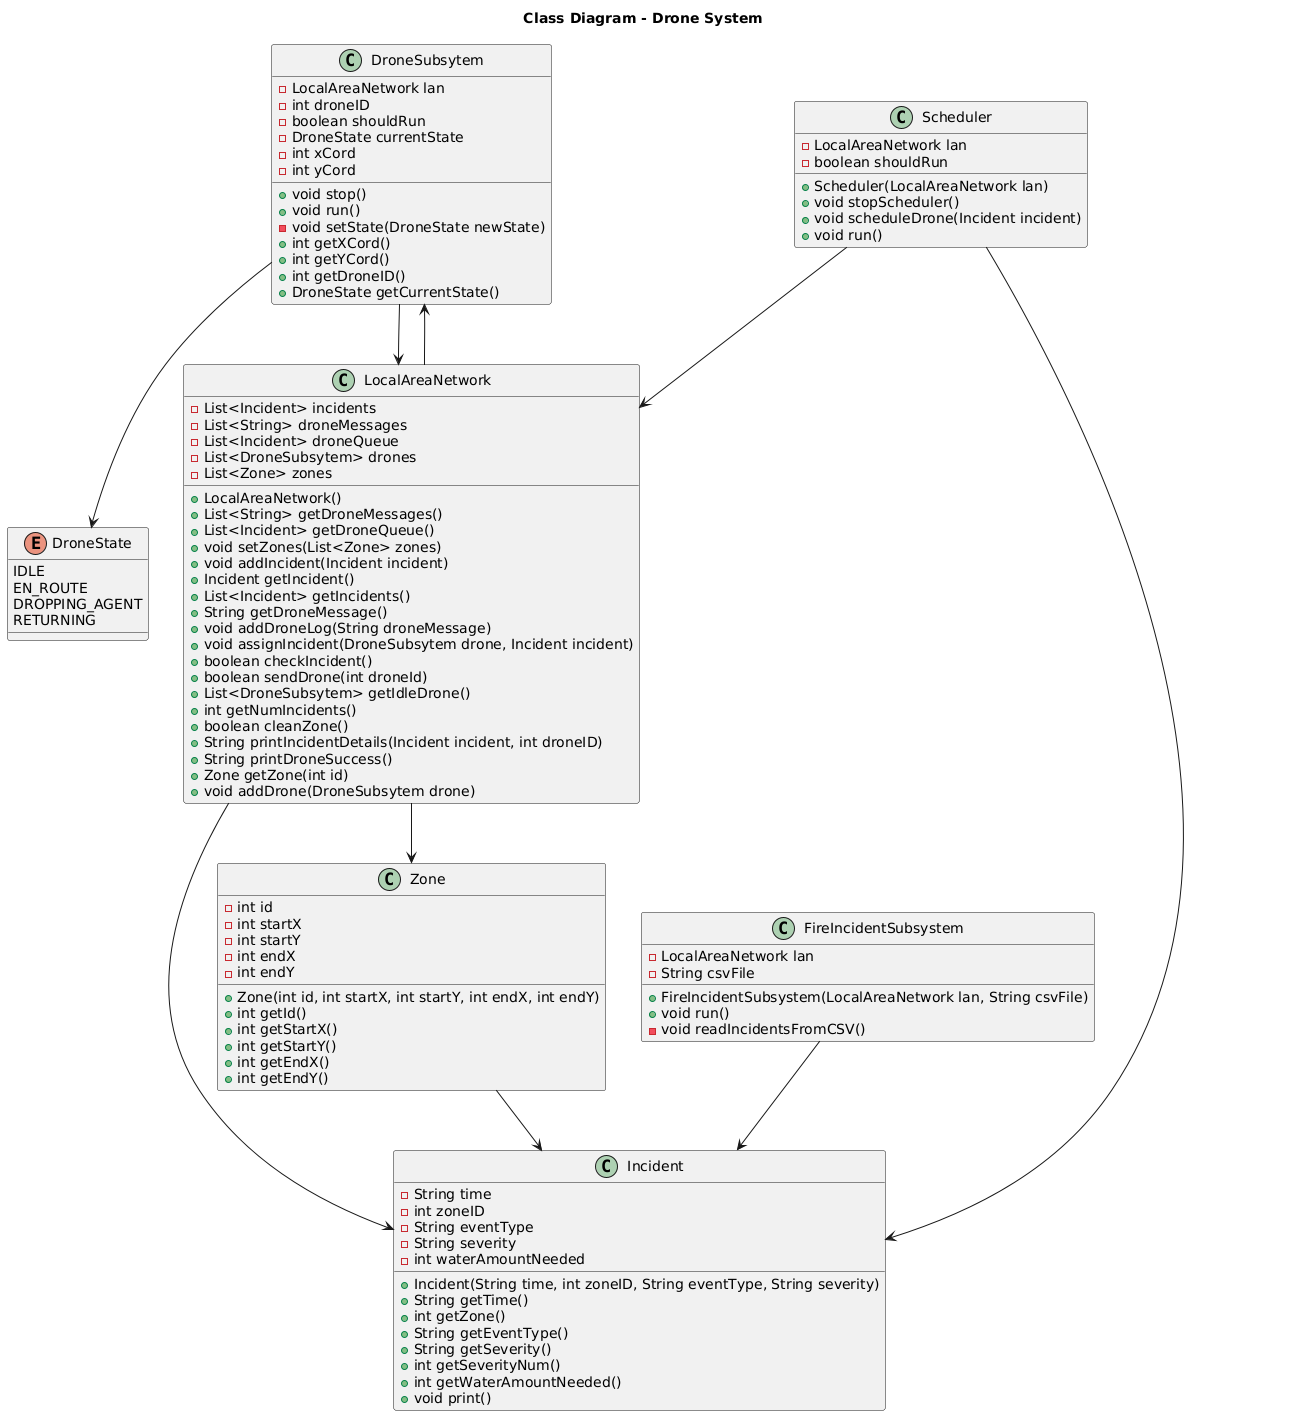 Class Diagram - Drone System
C DroneSubsytem
LocalAreaNetwork lan
int droneID
boolean shouldRun
DroneState currentState
int xCord
int yCord
void stop()
void run()
void setState(DroneState newState)
int getXCord()
int getYCord()
int getDroneID()
DroneState getCurrentState()
C Scheduler
LocalAreaNetwork lan
boolean shouldRun
Scheduler(LocalAreaNetwork lan)
void stopScheduler()
void scheduleDrone(Incident incident)
void run()
C LocalAreaNetwork
List<Incident> incidents
List<String> droneMessages
List<Incident> droneQueue
List<DroneSubsytem> drones
List<Zone> zones
LocalAreaNetwork()
List<String> getDroneMessages()
List<Incident> getDroneQueue()
void setZones(List<Zone> zones)
void addIncident(Incident incident)
Incident getIncident()
List<Incident> getIncidents()
String getDroneMessage()
void addDroneLog(String droneMessage)
void assignIncident(DroneSubsytem drone, Incident incident)
boolean checkIncident()
boolean sendDrone(int droneId)
List<DroneSubsytem> getIdleDrone()
int getNumIncidents()
boolean cleanZone()
String printIncidentDetails(Incident incident, int droneID)
String printDroneSuccess()
Zone getZone(int id)
void addDrone(DroneSubsytem drone)
E DroneState
IDLE
EN_ROUTE
DROPPING_AGENT
RETURNING
C Zone
int id
int startX
int startY
int endX
int endY
Zone(int id, int startX, int startY, int endX, int endY)
int getId()
int getStartX()
int getStartY()
int getEndX()
int getEndY()
C FireIncidentSubsystem
LocalAreaNetwork lan
String csvFile
FireIncidentSubsystem(LocalAreaNetwork lan, String csvFile)
void run()
void readIncidentsFromCSV()
C Incident
String time
int zoneID
String eventType
String severity
int waterAmountNeeded
Incident(String time, int zoneID, String eventType, String severity)
String getTime()
int getZone()
String getEventType()
String getSeverity()
int getSeverityNum()
int getWaterAmountNeeded()
void print()